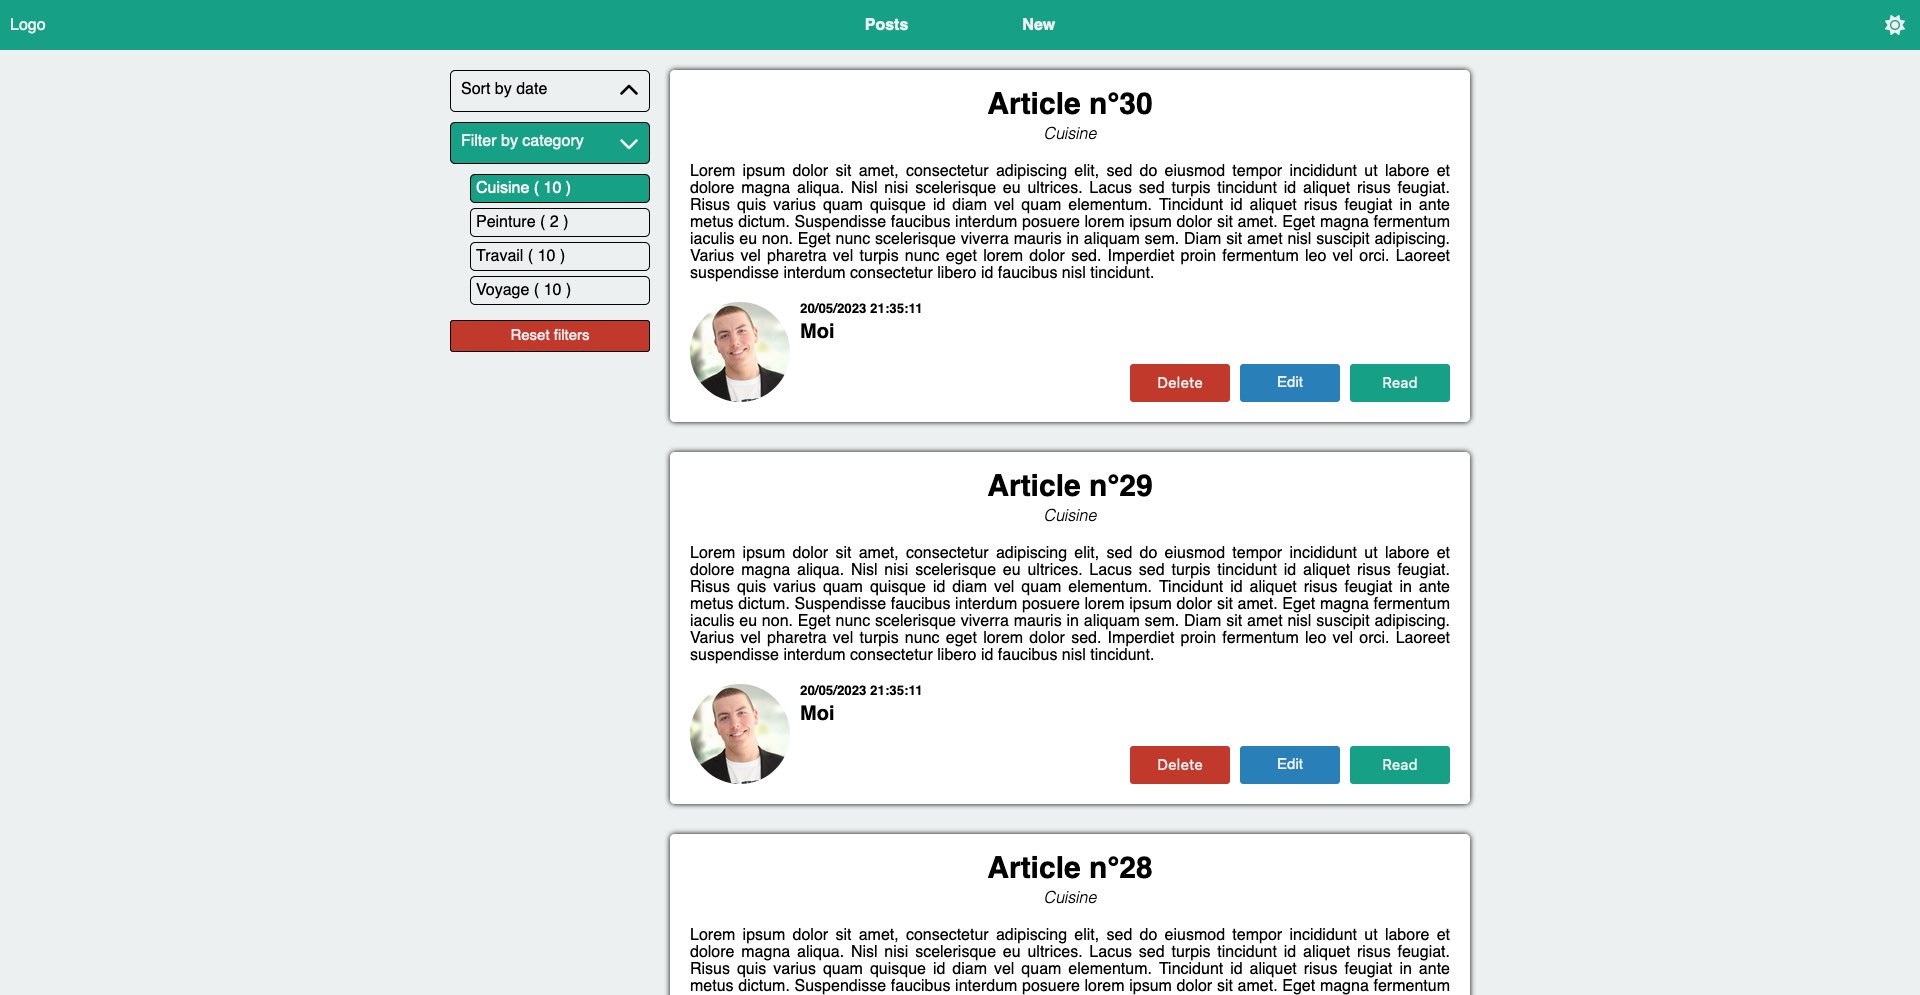 Logo
Posts
New
Sort by date
Filter by category
Cuisine ( 10 )
Peinture ( 2 )
Travail ( 10 )
Voyage ( 10 )
Reset filters
Article n°30
Cuisine
Lorem ipsum dolor sit amet, consectetur adipiscing elit, sed do eiusmod tempor incididunt ut labore et
dolore magna aliqua. Nisl nisi scelerisque eu ultrices. Lacus sed turpis tincidunt id aliquet risus feugiat.
Risus quis varius quam quisque id diam vel quam elementum. Tincidunt id aliquet risus feugiat in ante
metus dictum. Suspendisse faucibus interdum posuere lorem ipsum dolor sit amet. Eget magna fermentum
iaculis eu non. Eget nunc scelerisque viverra mauris in aliquam sem. Diam sit amet nisl suscipit adipiscing.
Varius vel pharetra vel turpis nunc eget lorem dolor sed. Imperdiet proin fermentum leo vel orci. Laoreet
suspendisse interdum consectetur libero id faucibus nisl tincidunt.
20/05/2023 21:35:11
Moi
Delete
Edit
Read
Article n°29
Cuisine
Lorem ipsum dolor sit amet, consectetur adipiscing elit, sed do eiusmod tempor incididunt ut labore et
dolore magna aliqua. Nisl nisi scelerisque eu ultrices. Lacus sed turpis tincidunt id aliquet risus feugiat.
Risus quis varius quam quisque id diam vel quam elementum. Tincidunt id aliquet risus feugiat in ante
metus dictum. Suspendisse faucibus interdum posuere lorem ipsum dolor sit amet. Eget magna fermentum
iaculis eu non. Eget nunc scelerisque viverra mauris in aliquam sem. Diam sit amet nisl suscipit adipiscing.
Varius vel pharetra vel turpis nunc eget lorem dolor sed. Imperdiet proin fermentum leo vel orci. Laoreet
suspendisse interdum consectetur libero id faucibus nisl tincidunt.
20/05/2023 21:35:11
Moi
Delete
Edit
Read
Article n°28
Cuisine
Lorem ipsum dolor sit amet, consectetur adipiscing elit, sed do eiusmod tempor incididunt ut labore et
dolore magna aliqua. Nisl nisi scelerisque eu ultrices. Lacus sed turpis tincidunt id aliquet risus feugiat.
Risus quis varius quam quisque id diam vel quam elementum. Tincidunt id aliquet risus feugiat in ante
metus dictum. Suspendisse faucibus interdum posuere lorem ipsum dolor sit amet. Eget magna fermentum